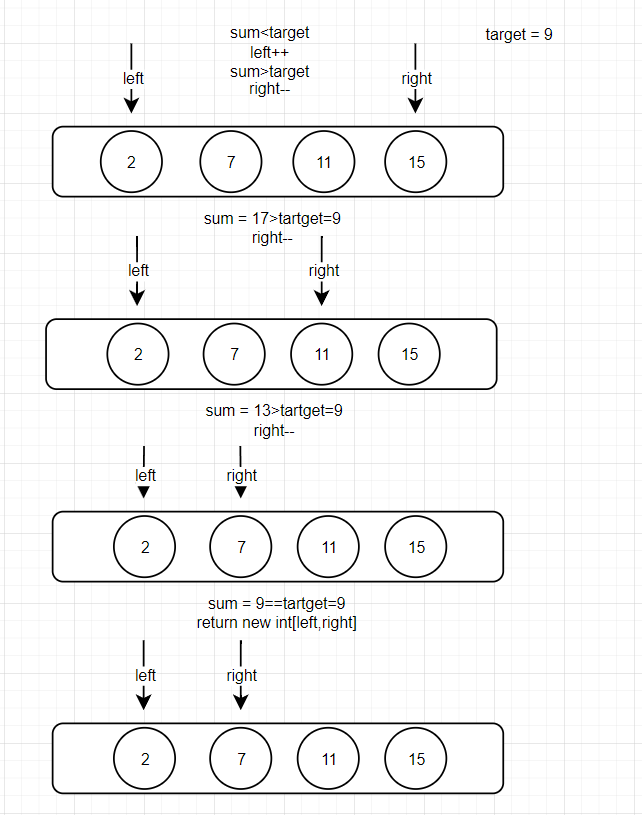 sum<target
target = 9
left++
sum>target
left
right
right--
2 7 11 15
sum = 17>tartget=9
right--
left
right
2 7 11 15
sum = 13>tartget=9
right--
left
right
2 7 11 15
sum = 9==tartget=9
return new int[left,right]
left
right
2 7 11 15